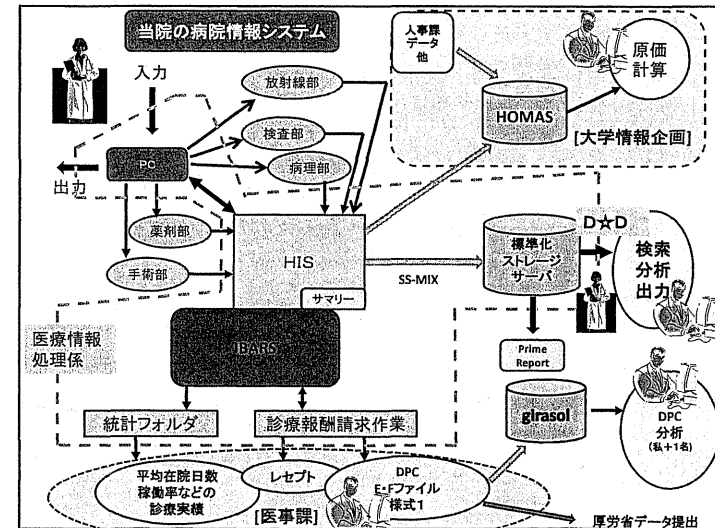 当院の病院情報システム
入力
PC
出力
放射線部
検査部
病理部
薬剤部
手術部
HIS
サマリー
IBARS
医療情報
処理係
統計フォルダ
診療報酬請求作業
平均在院日数
稼働率などの
診療実績
レセプト
DPC
E・Fファイル
様式1
[医事課]
人事課
データ
他
HOMAS
原価
計算
[大学情報企画]
SS-MIX
標準化
ストレージ
サーバ
D☆D
検索
分析
出力
Prime
Report
girasol
DPC
分析
(私+1名)
厚労省データ提出